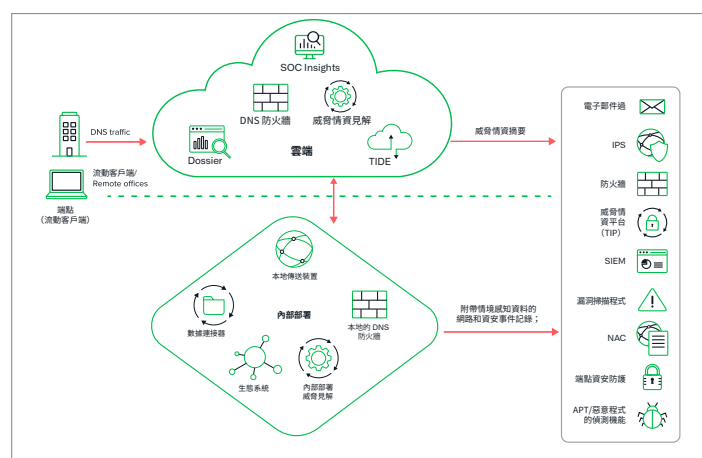 SOC Insights
DNS 防火牆
威脅情資見解
Dossier
雲端
TIDE
DNS traffic
流動客戶端/
Remote offices
端點
（流動客戶端）
威脅情資摘要
本地傳送裝置
數據連接器
內部部署
本地的 DNS
防火牆
生態系統
內部部署
威脅見解
附帶情境感知資料的
網路和資安事件記錄；
電子郵件過
IPS
防火牆
威脅情
資平台
（TIP）
SIEM
漏洞掃描程式
NAC
端點資安防護
APT/惡意程式
的偵測機能